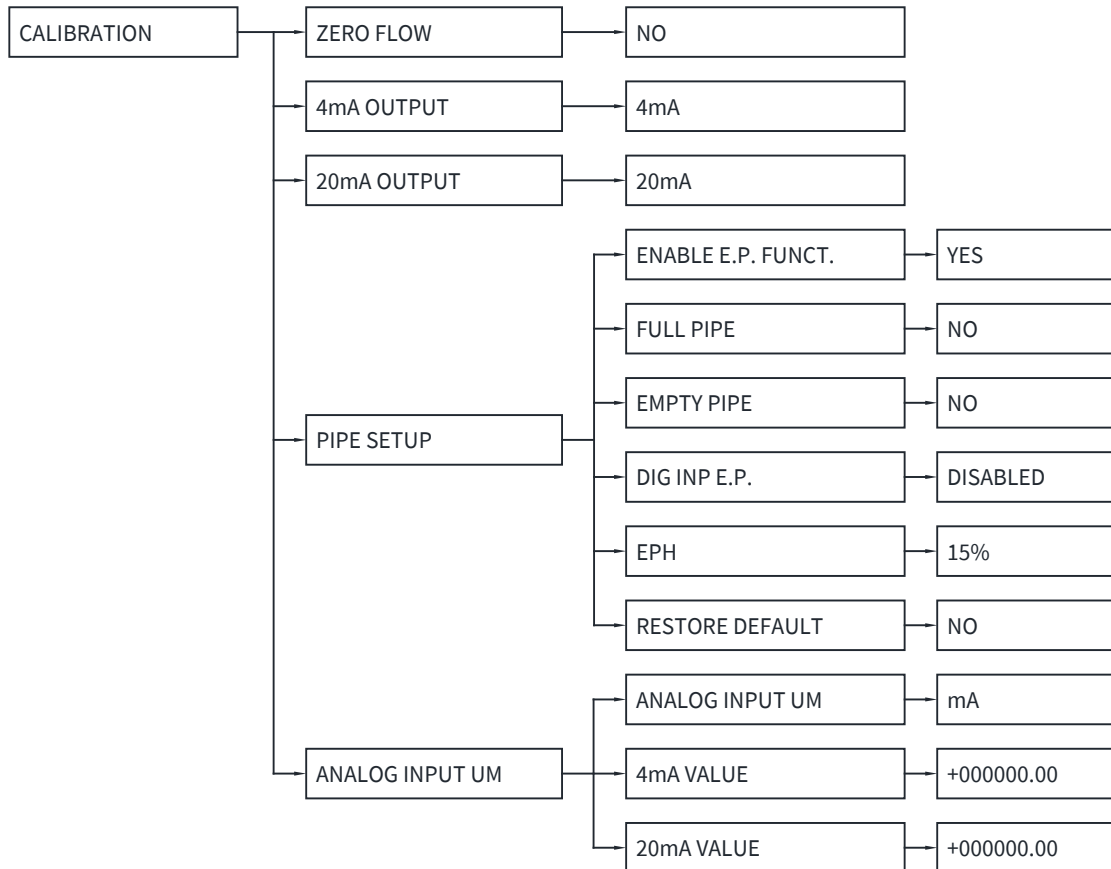 CALIBRATION
ZERO FLOW
NO
4mA OUTPUT
4mA
20mA OUTPUT
20mA
PIPE SETUP
ENABLE E.P. FUNCT.
YES
FULL PIPE
NO
EMPTY PIPE
NO
DIG INP E.P.
DISABLED
EPH
15%
RESTORE DEFAULT
NO
ANALOG INPUT UM
ANALOG INPUT UM
mA
4mA VALUE
+000000.00
20mA VALUE
+000000.00